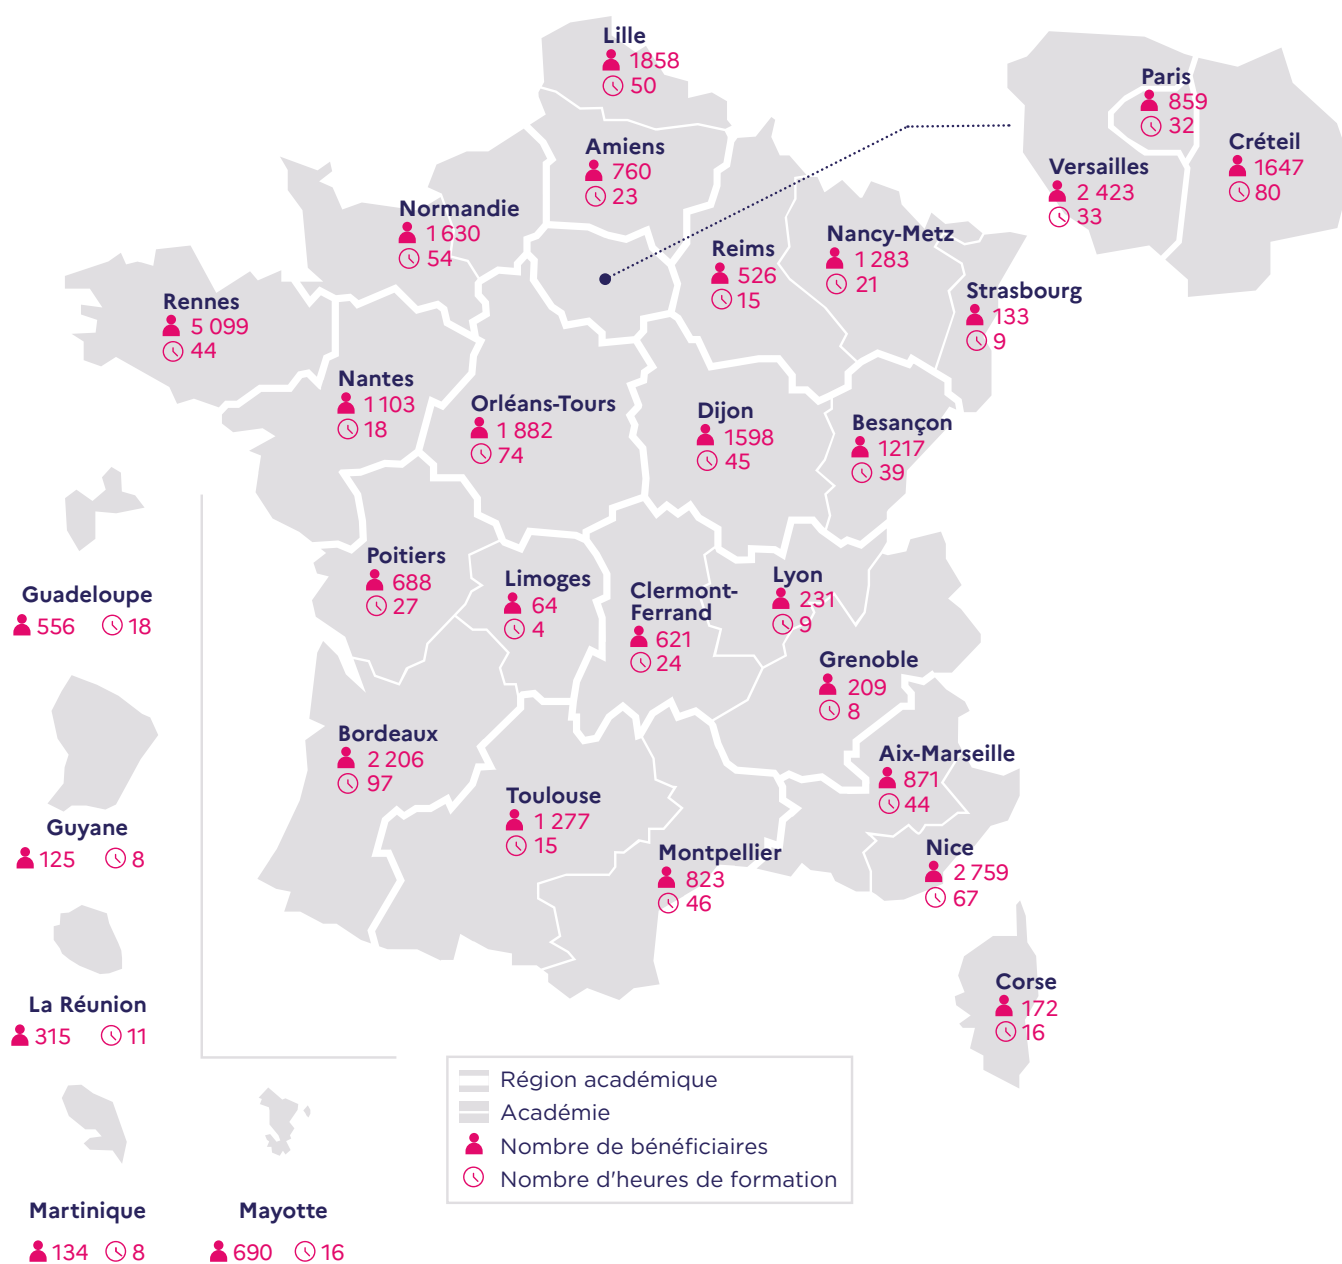 Lille
1858
50
Amiens
760
23
Normandie
1 630
54
Paris
859
32
Créteil
1647
80
Versailles
2 423
33
Reims
526
15
Nancy-Metz
1 283
21
Strasbourg
133
9
Rennes
5 099
44
Nantes
1 103
18
Orléans-Tours
1 882
74
Dijon
1598
45
Besançon
1217
39
Poitiers
688
27
Limoges
64
4
Clermont-
Ferrand
621
24
Lyon
231
9
Grenoble
209
8
Bordeaux
2 206
97
Toulouse
1 277
15
Montpellier
823
46
Aix-Marseille
871
44
Nice
2 759
67
Corse
172
16
Guadeloupe
556 18
Guyane
125 8
La Réunion
315 11
Martinique
134 8
Mayotte
690 16
Région académique
Académie
Nombre de bénéficiaires
Nombre d'heures de formation